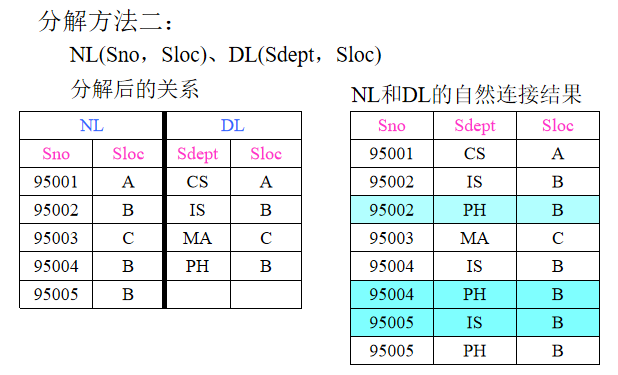 分解方法二：
NL(Sno，Sloc)、DL(Sdept，Sloc)
分解后的关系
NL DL
Sno Sloc Sdept Sloc
95001 A CS A
95002 B IS B
95003 C MA C
95004 B PH B
95005 B
NL和DL的自然连接结果
Sno Sdept Sloc
95001 CS A
95002 IS B
95002 PH B
95003 MA C
95004 IS B
95004 PH B
95005 IS B
95005 PH B